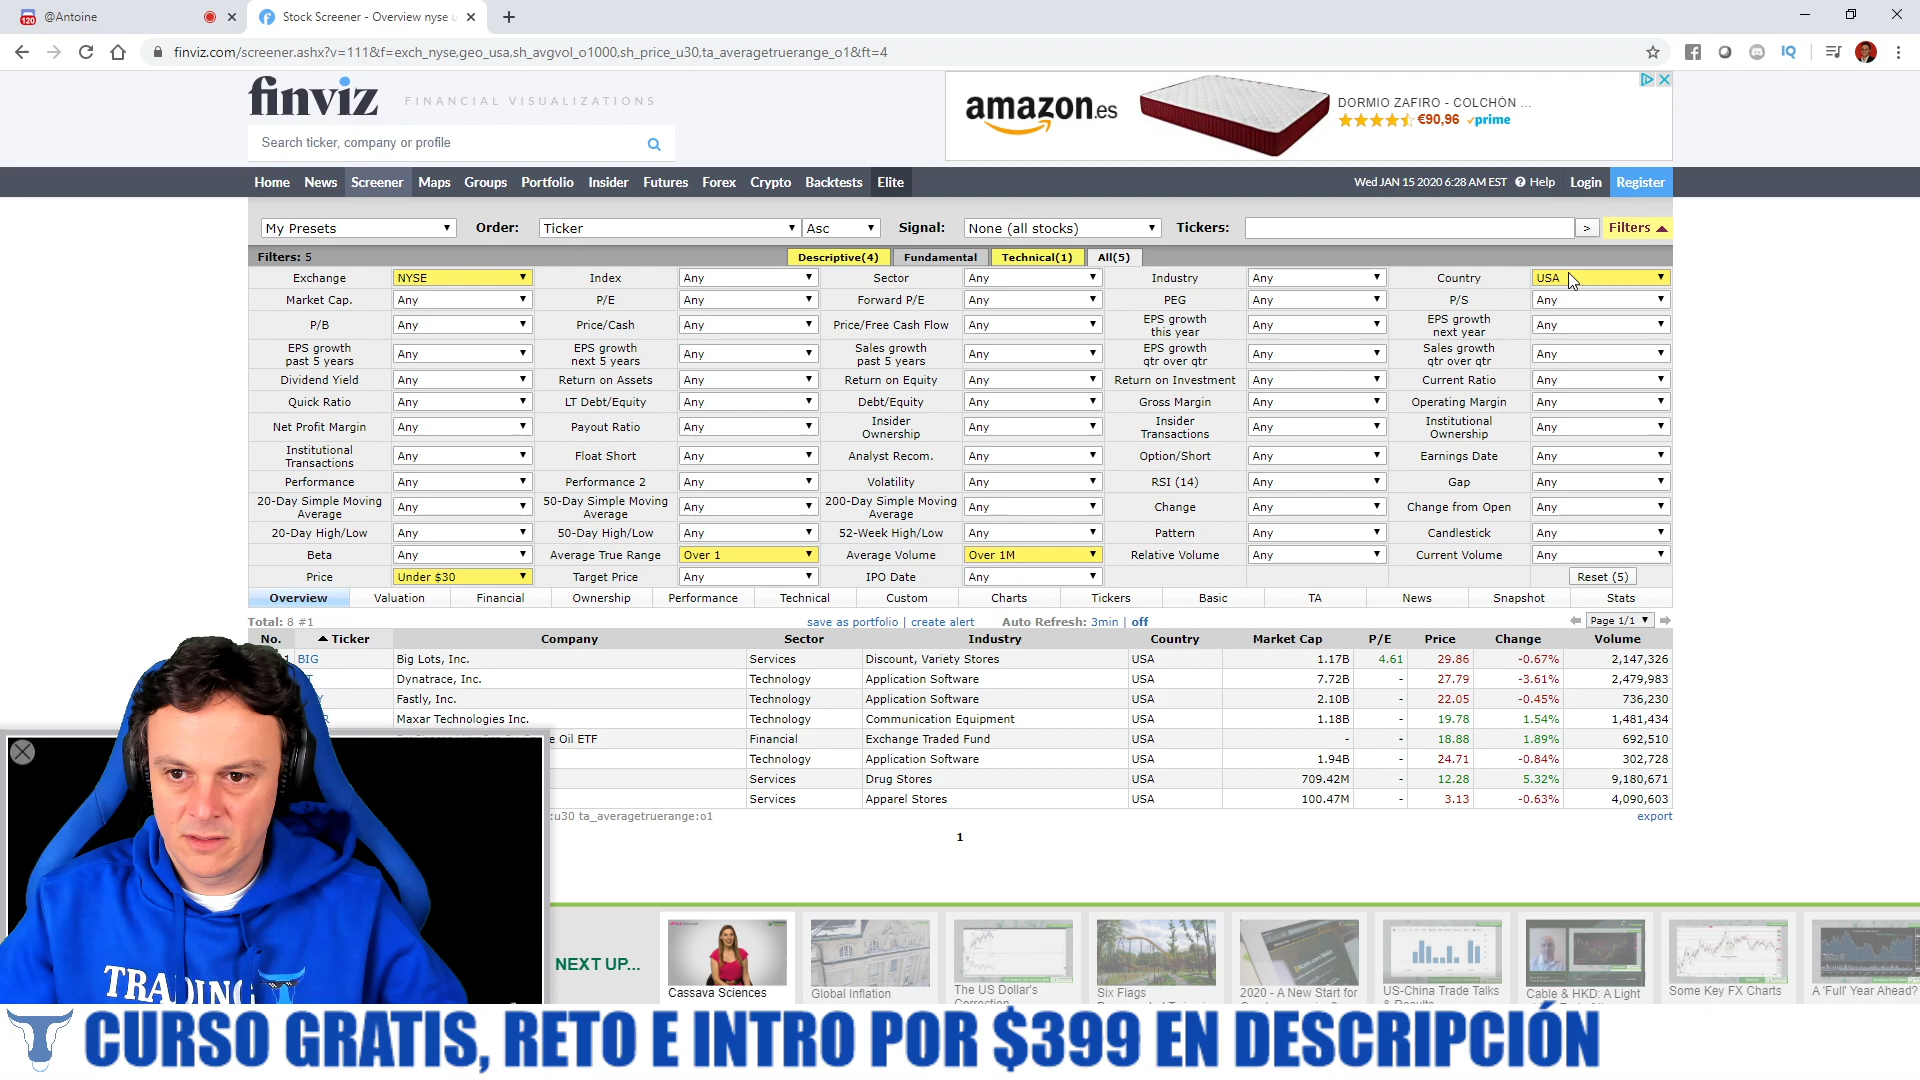 @Antoine
Stock Screener - Overview nyse u
finviz.com/screener.ashx?v=111&f=exch_nyse,geo_usa,sh_avgvol_o1000,sh_price_u30,ta_averagetruerange_o1&ft=4
finviz FINANCIAL VISUALIZATIONS
Search ticker, company or profile
amazon.es DORMIO ZAFIRO - COLCHÓN ...
€90,96 prime
Home News Screener Maps Groups Portfolio Insider Futures Forex Crypto Backtests Elite Wed JAN 15 2020 6:28 AM EST Help Login Register
My Presets Order: Ticker Asc Signal: None (all stocks) Tickers: > Filters
Filters: 5 Descriptive(4) Fundamental Technical(1) All(5)
Exchange NYSE Index Any Sector Any Industry Any Country USA
Market Cap. Any P/E Any Forward P/E Any PEG Any P/S Any
P/B Any Price/Cash Any Price/Free Cash Flow Any EPS growth this year Any EPS growth next year Any
EPS growth past 5 years Any EPS growth next 5 years Any Sales growth past 5 years Any EPS growth qtr over qtr Any Sales growth qtr over qtr Any
Dividend Yield Any Return on Assets Any Return on Equity Any Return on Investment Any Current Ratio Any
Quick Ratio Any LT Debt/Equity Any Debt/Equity Any Gross Margin Any Operating Margin Any
Net Profit Margin Any Payout Ratio Any Insider Ownership Any Insider Transactions Any Institutional Ownership Any
Institutional Transactions Any Float Short Any Analyst Recom. Any Option/Short Any Earnings Date Any
Performance Any Performance 2 Any Volatility Any RSI (14) Any Gap Any
20-Day Simple Moving Average Any 50-Day Simple Moving Average Any 200-Day Simple Moving Average Any Change Any Change from Open Any
20-Day High/Low Any 50-Day High/Low Any 52-Week High/Low Any Pattern Any Candlestick Any
Beta Any Average True Range Over 1 Average Volume Over 1M Relative Volume Any Current Volume Any
Price Under $30 Target Price Any IPO Date Any Reset (5)
Overview Valuation Financial Ownership Performance Technical Custom Charts Tickers Basic TA News Snapshot Stats
Total: 8 #1 save as portfolio | create alert Auto Refresh: 3min | off Page 1/1
No. Ticker Company Sector Industry Country Market Cap P/E Price Change Volume
1 BIG Big Lots, Inc. Services Discount, Variety Stores USA 1.17B 4.61 29.86 -0.67% 2,147,326
Dynatrace, Inc. Technology Application Software USA 7.72B - 27.79 -3.61% 2,479,983
Fastly, Inc. Technology Application Software USA 2.10B - 22.05 -0.45% 736,230
Maxar Technologies Inc. Technology Communication Equipment USA 1.18B - 19.78 1.54% 1,481,434
Oil ETF Financial Exchange Traded Fund USA - - 18.88 1.89% 692,510
Technology Application Software USA 1.94B - 24.71 -0.84% 302,728
Services Drug Stores USA 709.42M - 12.28 5.32% 9,180,671
Services Apparel Stores USA 100.47M - 3.13 -0.63% 4,090,603
:u30 ta_averagetruerange:o1 export
1
NEXT UP...
Cassava Sciences
Global Inflation
The US Dollar's
Six Flags
2020 - A New Start for
US-China Trade Talks
Cable & HKD: A Light
Some Key FX Charts
A 'Full' Year Ahead?
TRADING
CURSO GRATIS, RETO E INTRO POR $399 EN DESCRIPCIÓN